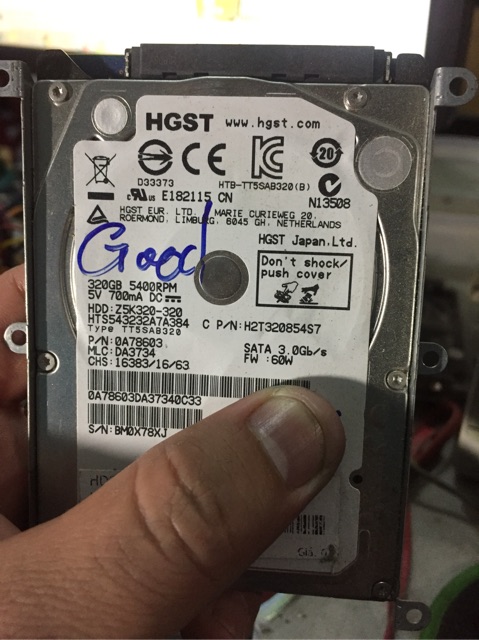 HGST www.hgst.com
20
D33373
HTB-TT5SAB320(B)
E182115 CN
N13508
HGST EUR. LTD. MARIE CURIEWEG 20,
ROERMOND, LIMBURG, 6045 GH, NETHERLANDS
HGST Japan.Ltd.
Good
Don't shock/
push cover
320GB 5400RPM
5V 700mA DC
HDD:Z5K320-320
HTS543232A7A384
C P/N:H2T320854S7
TYPE TT5SAB320
P/N:0A78603
MLC:DA3734
CHS:16383/16/63
SATA 3.0Gb/s
FW :60W
0A78603DA37340C33
S/N:BM0X78XJ